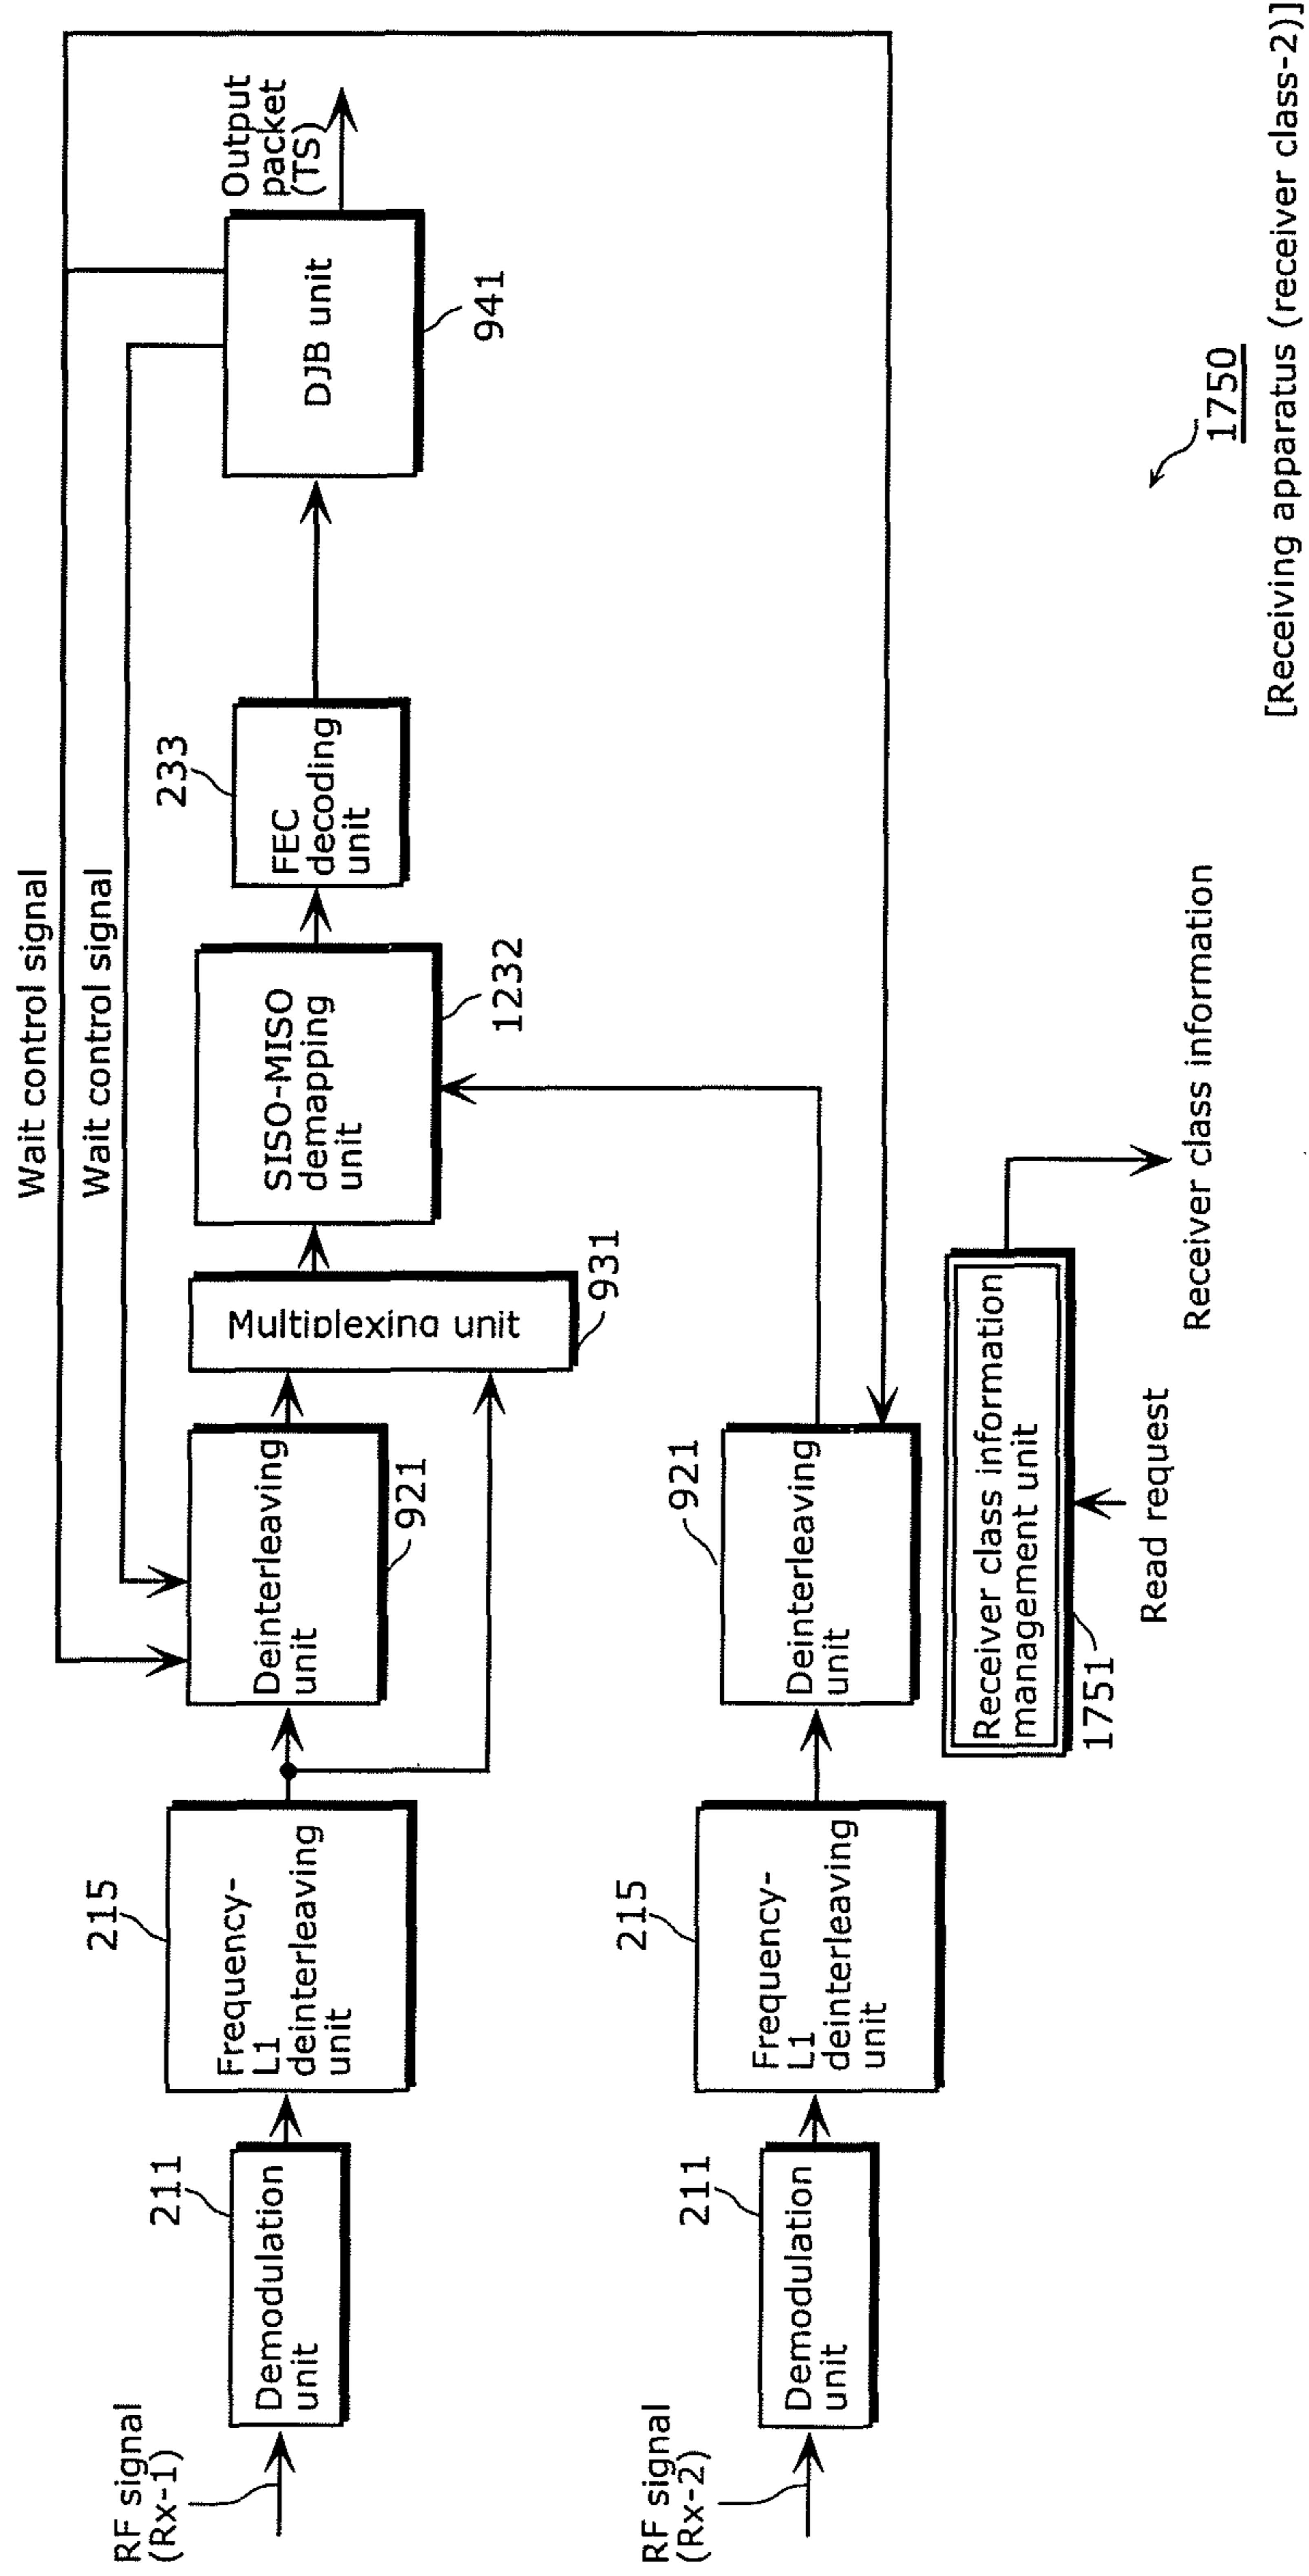 Wait control signal
Wait control signal
RF signal
(Rx-1)
211
Demodulation
unit
215
Frequency-
L1
deinterleaving
unit
Deinterleaving
unit
921
Multiplexing unit
931
SISO-MISO
demapping
unit
1232
233
FEC
decoding
unit
DJB unit
941
Output
packet
(TS)
RF signal
(Rx-2)
211
Demodulation
unit
215
Frequency-
L1
deinterleaving
unit
921
Deinterleaving
unit
Receiver class information
management unit
1751
Read request
Receiver class information
1750
[Receiving apparatus (receiver class-2)]